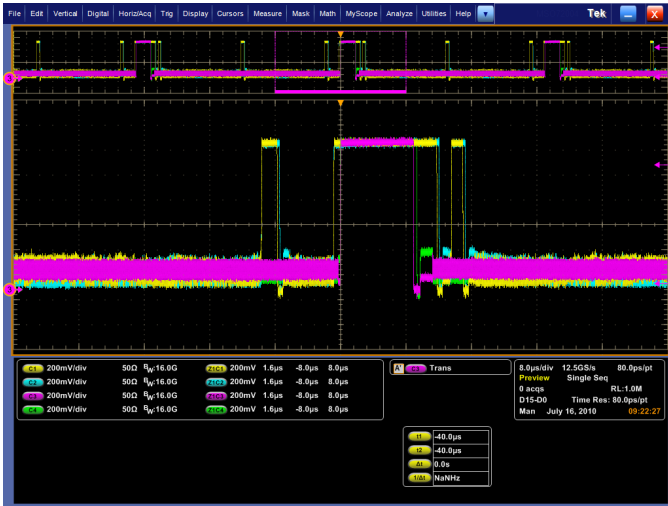 File Edit Vertical Digital Horiz/Acq Trig Display Cursors Measure Mask Math MyScope Analyze Utilities Help Tek X
3
3
C1 200mV/div 50Ω BW:16.0G Z1C1 200mV 1.6µs -8.0µs 8.0µs
C2 200mV/div 50Ω BW:16.0G Z1C2 200mV 1.6µs -8.0µs 8.0µs
C3 200mV/div 50Ω BW:16.0G Z1C3 200mV 1.6µs -8.0µs 8.0µs
C4 200mV/div 50Ω BW:16.0G Z1C4 200mV 1.6µs -8.0µs 8.0µs
A' C3 Trans
8.0µs/div 12.5GS/s 80.0ps/pt
Preview Single Seq
0 acqs RL:1.0M
D15-D0 Time Res: 80.0ps/pt
Man July 16, 2010 09:22:27
t1 -40.0µs
t2 -40.0µs
Δt 0.0s
1/Δt NaNHz